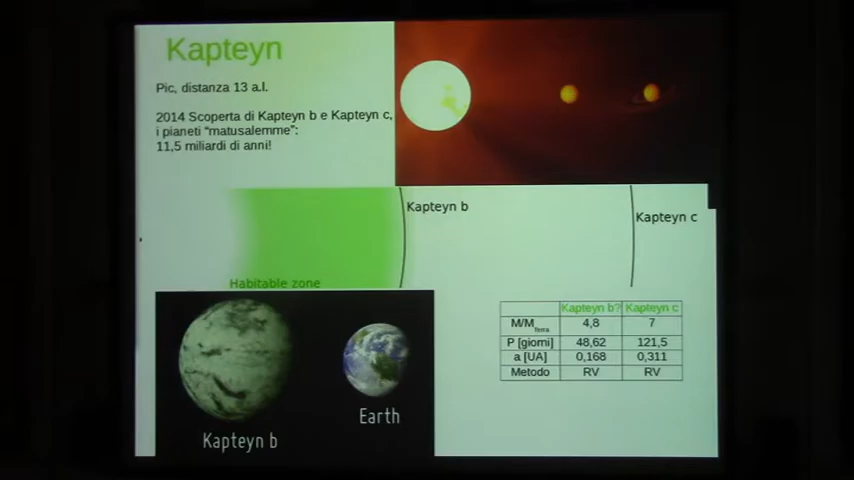 Kapteyn
Pic, distanza 13 a.l.
2014 Scoperta di Kapteyn b e Kapteyn c,
i pianeti “matusalemme”:
11,5 miliardi di anni!
Kapteyn b
Kapteyn c
Habitable zone
Kapteyn b
Earth
Kapteyn b? Kapteyn c
M/MTerra 4,8 7
P [giorni] 48,62 121,5
a [UA] 0,168 0,311
Metodo RV RV